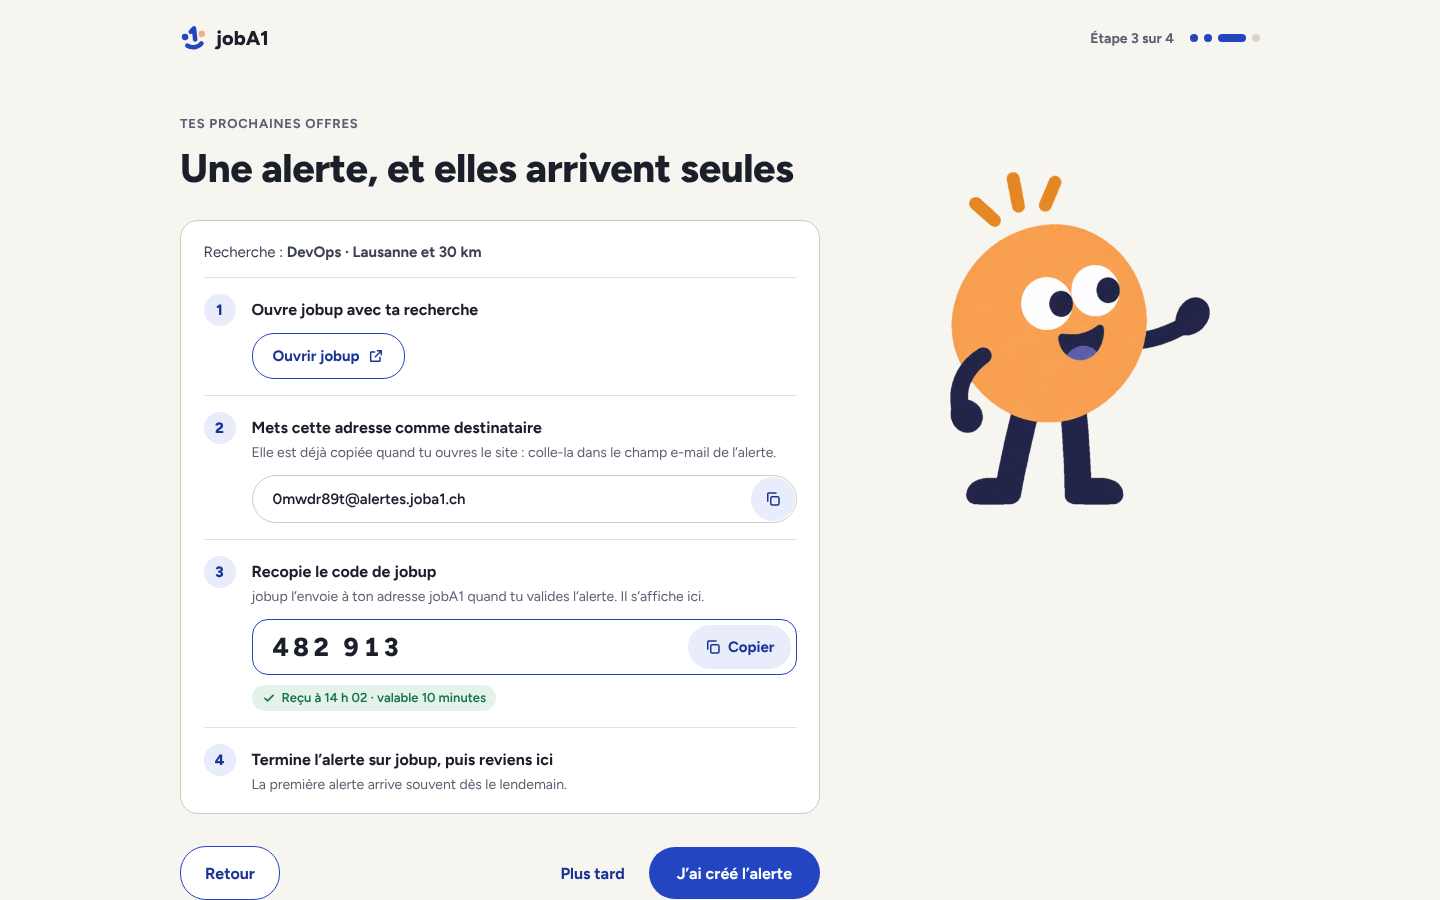 jobA1
Étape 3 sur 4
TES PROCHAINES OFFRES
Une alerte, et elles arrivent seules
Recherche : DevOps · Lausanne et 30 km
1
Ouvre jobup avec ta recherche
Ouvrir jobup
2
Mets cette adresse comme destinataire
Elle est déjà copiée quand tu ouvres le site : colle-la dans le champ e-mail de l’alerte.
0mwdr89t@alertes.joba1.ch
3
Recopie le code de jobup
jobup l’envoie à ton adresse jobA1 quand tu valides l’alerte. Il s’affiche ici.
482 913
Copier
Reçu à 14 h 02 · valable 10 minutes
4
Termine l’alerte sur jobup, puis reviens ici
La première alerte arrive souvent dès le lendemain.
Retour
Plus tard
J’ai créé l’alerte